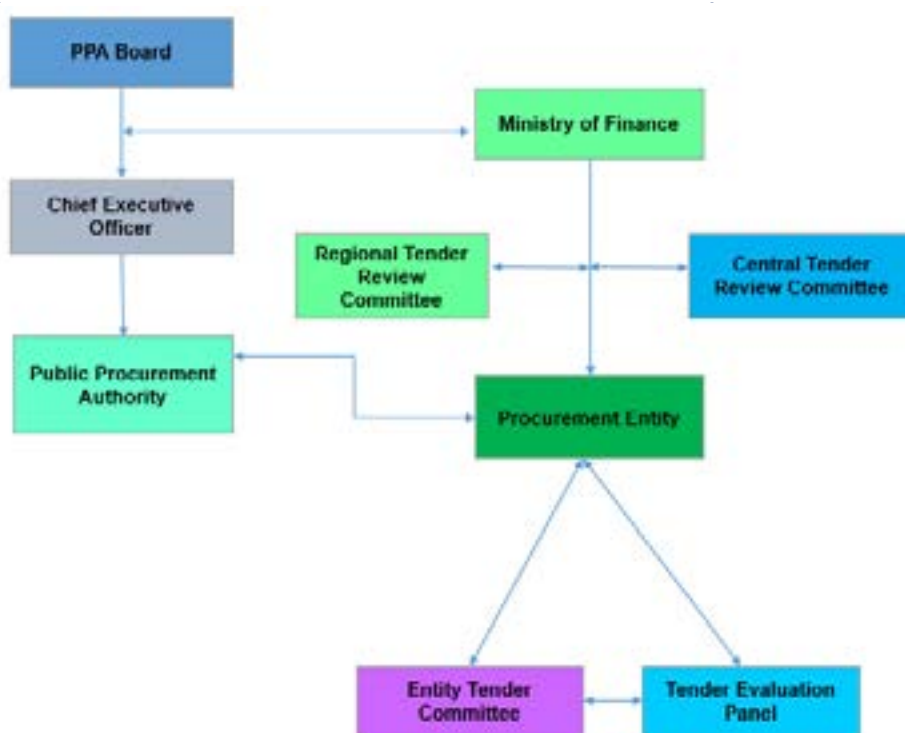 PPA Board
Ministry of Finance
Chief Executive
Officer
Regional Tender
Review
Committee
Central Tender
Review Committee
Public Procurement
Authority
Procurement Entity
Entity Tender
Committee
Tender Evaluation
Panel